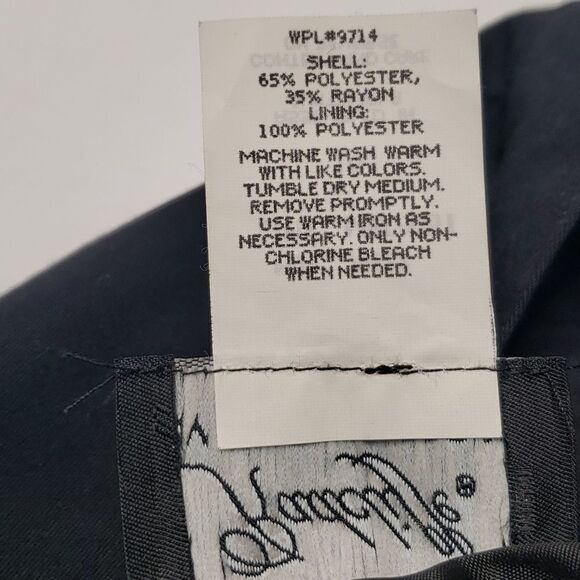 WPL#9714
SHELL:
65% POLYESTER,
35% RAYON
LINING:
100% POLYESTER
MACHINE WASH WARM
WITH LIKE COLORS.
TUMBLE DRY MEDIUM.
REMOVE PROMPTLY.
USE WARM IRON AS
NECESSARY. ONLY NON-
CHLORINE BLEACH
WHEN NEEDED.